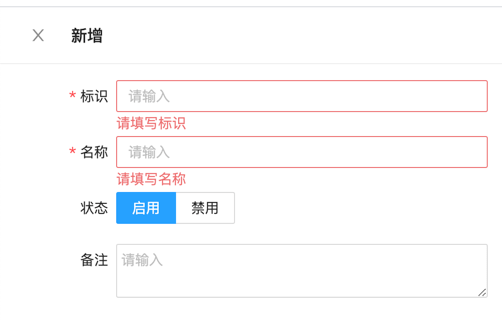 新增
* 标识 请输入
请填写标识
* 名称 请输入
请填写名称
状态 启用 禁用
备注 请输入